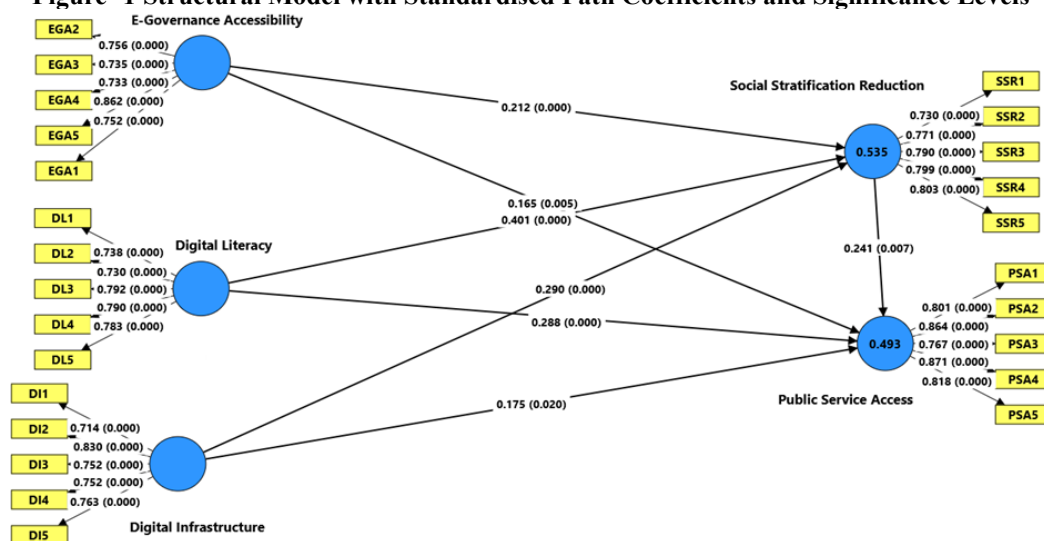 Figure 1 Structural Model with Standardised Path Coefficients and Significance Levels
E-Governance Accessibility
EGA2
0.756 (0.000)
EGA3
0.735 (0.000)
0.733 (0.000)
EGA4
0.862 (0.000)
0.752 (0.000)
EGA5
EGA1
0.212 (0.000)
Social Stratification Reduction
SSR1
0.730 (0.000)
SSR2
0.771 (0.000)
0.535
0.790 (0.000)
SSR3
0.799 (0.000)
SSR4
0.803 (0.000)
SSR5
0.165 (0.005)
0.401 (0.000)
DL1
Digital Literacy
DL2
0.738 (0.000)
0.730 (0.000)
DL3
0.792 (0.000)
0.790 (0.000)
DL4
0.783 (0.000)
DL5
0.241 (0.007)
0.290 (0.000)
0.288 (0.000)
PSA1
0.801 (0.000)
PSA2
0.864 (0.000)
0.493
0.767 (0.000)
PSA3
0.871 (0.000)
PSA4
0.818 (0.000)
PSA5
Public Service Access
0.175 (0.020)
DI1
0.714 (0.000)
DI2
0.830 (0.000)
DI3
0.752 (0.000)
0.752 (0.000)
DI4
0.763 (0.000)
DI5
Digital Infrastructure